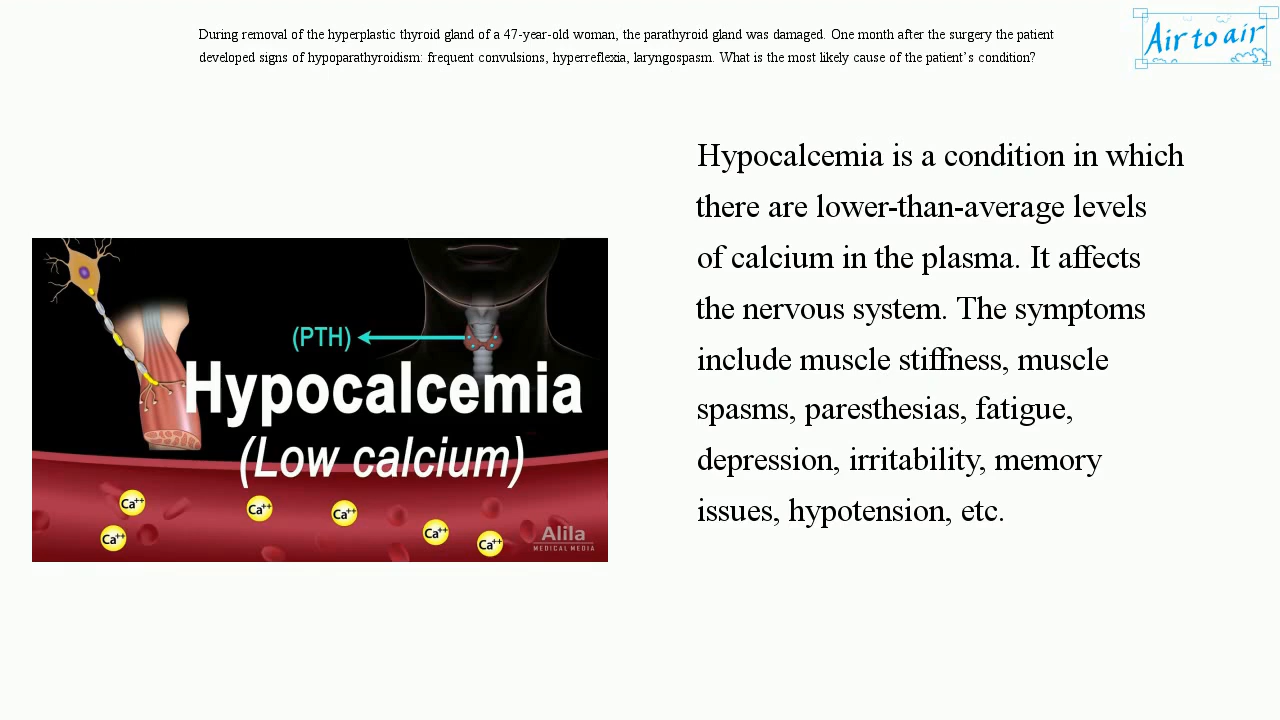 During removal of the hyperplastic thyroid gland of a 47-year-old woman, the parathyroid gland was damaged. One month after the surgery the patient
developed signs of hypoparathyroidism: frequent convulsions, hyperreflexia, laryngospasm. What is the most likely cause of the patient's condition?
Air to air
Hypocalcemia is a condition in which
there are lower-than-average levels
of calcium in the plasma. It affects
the nervous system. The symptoms
include muscle stiffness, muscle
spasms, paresthesias, fatigue,
depression, irritability, memory
issues, hypotension, etc.
(PTH)
Hypocalcemia
(Low calcium)
Ca++
Ca++
Ca++
Ca++
Ca++
Ca++
Alila
MEDICAL MEDIA